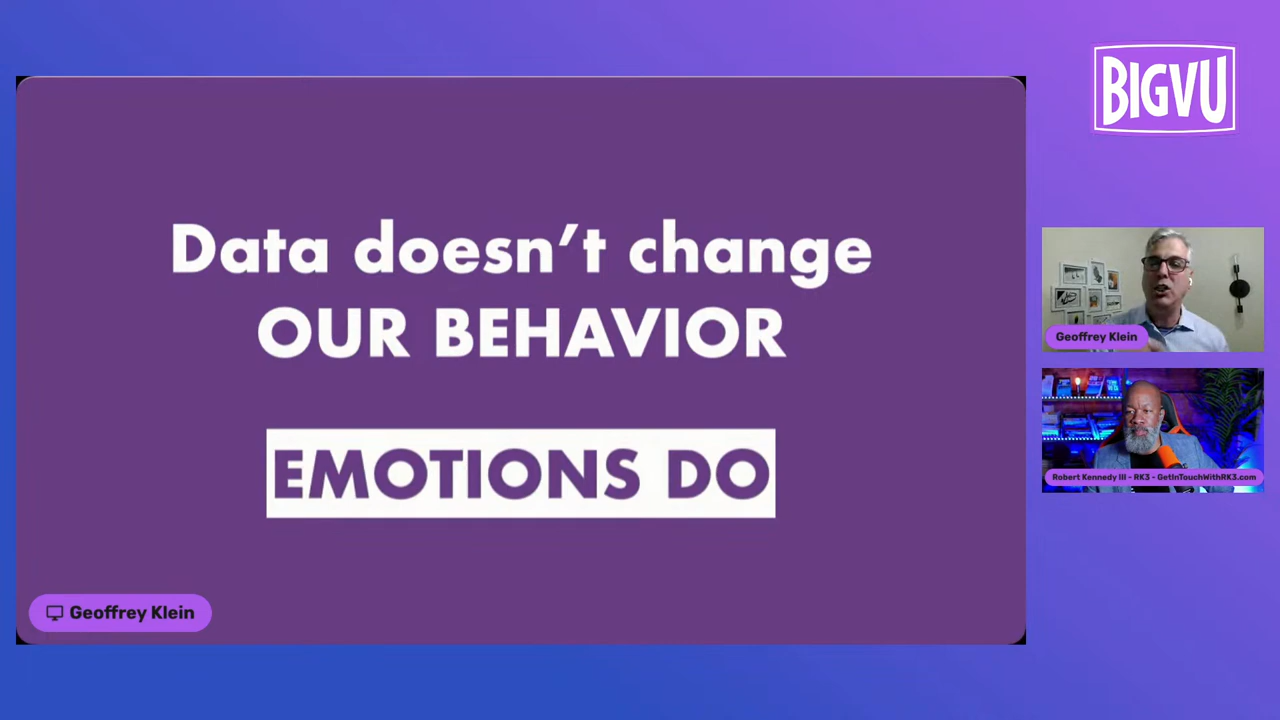 BIGVU
Data doesn’t change
OUR BEHAVIOR
EMOTIONS DO
Geoffrey Klein
Geoffrey Klein
Robert Kennedy III - RK3 - GetInTouchWithRK3.com